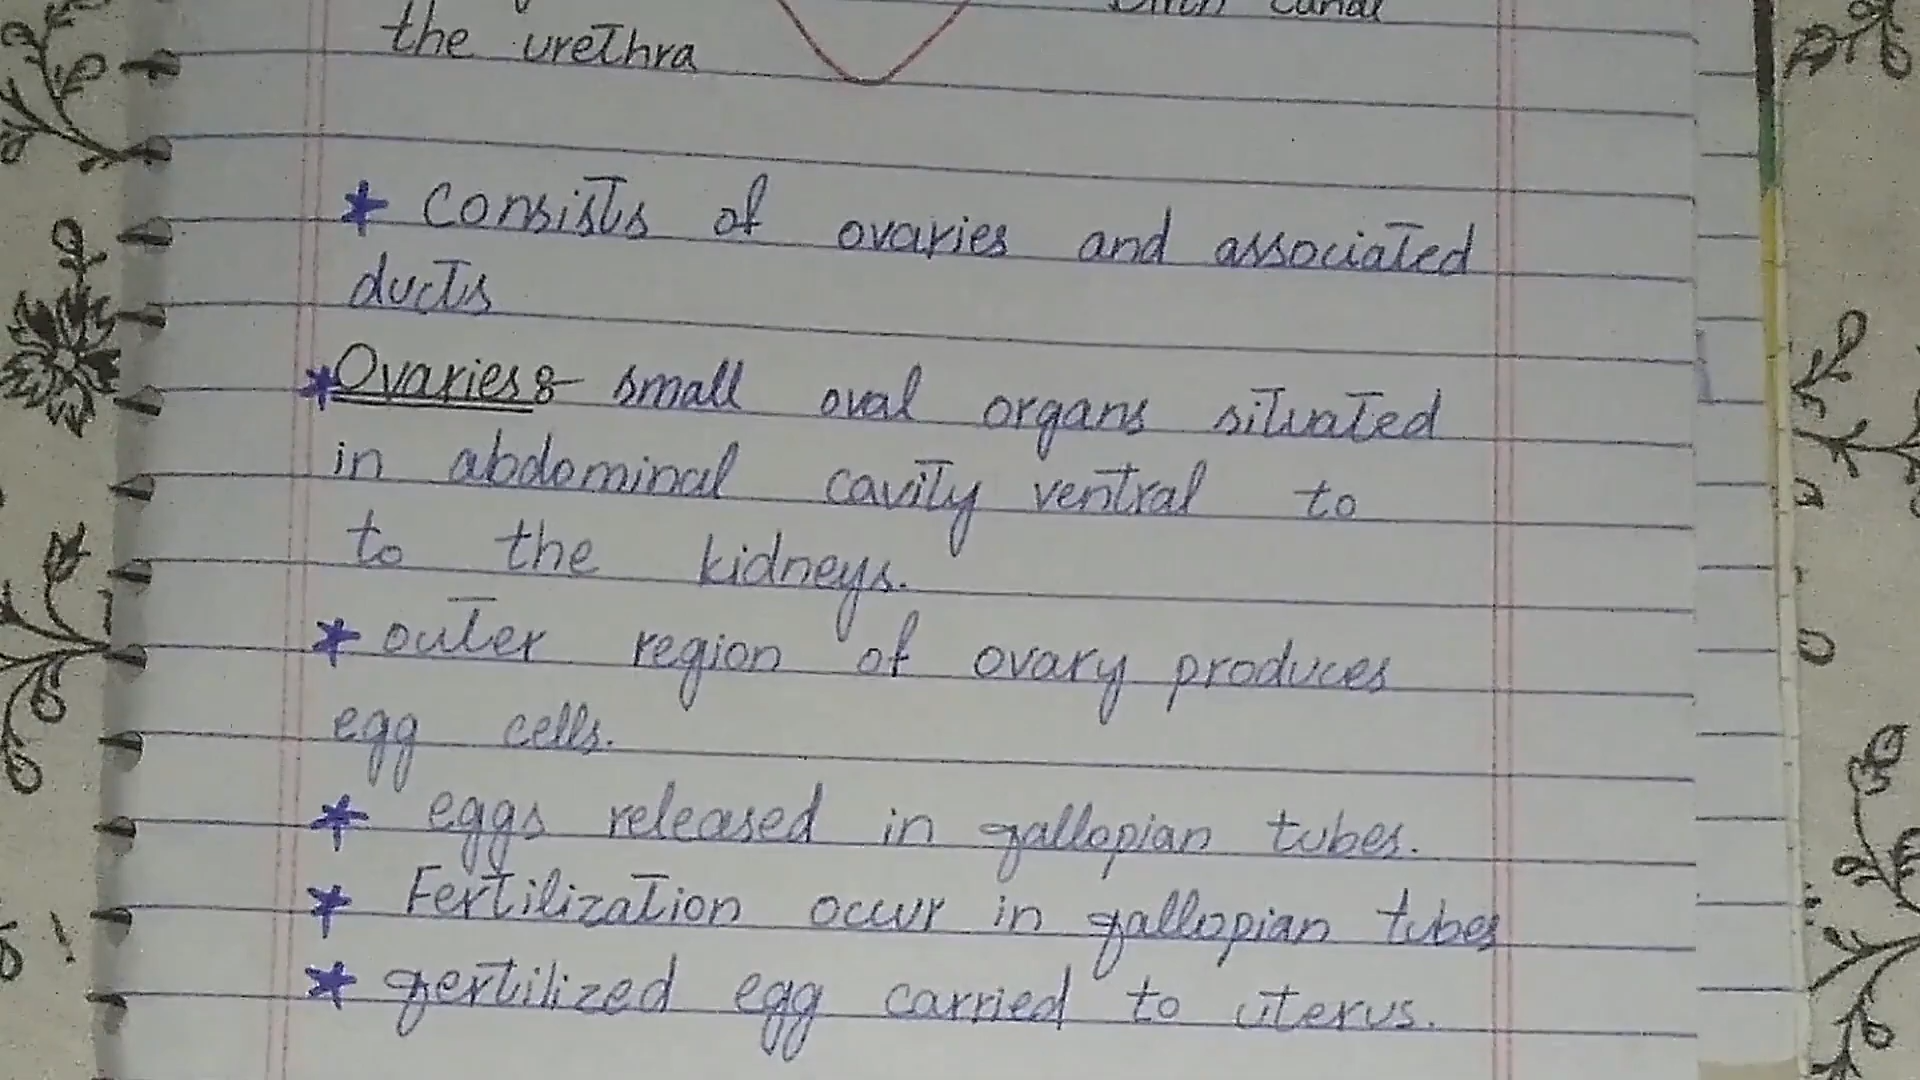 Birth canal
the urethra
* Consists of ovaries and associated
ducts
* Ovaries :- small oval organs situated
in abdominal cavity ventral to
to the kidneys.
* outer region of ovary produces
egg cells.
* eggs released in fallopian tubes.
* Fertilization occur in fallopian tubes
* fertilized egg carried to uterus.